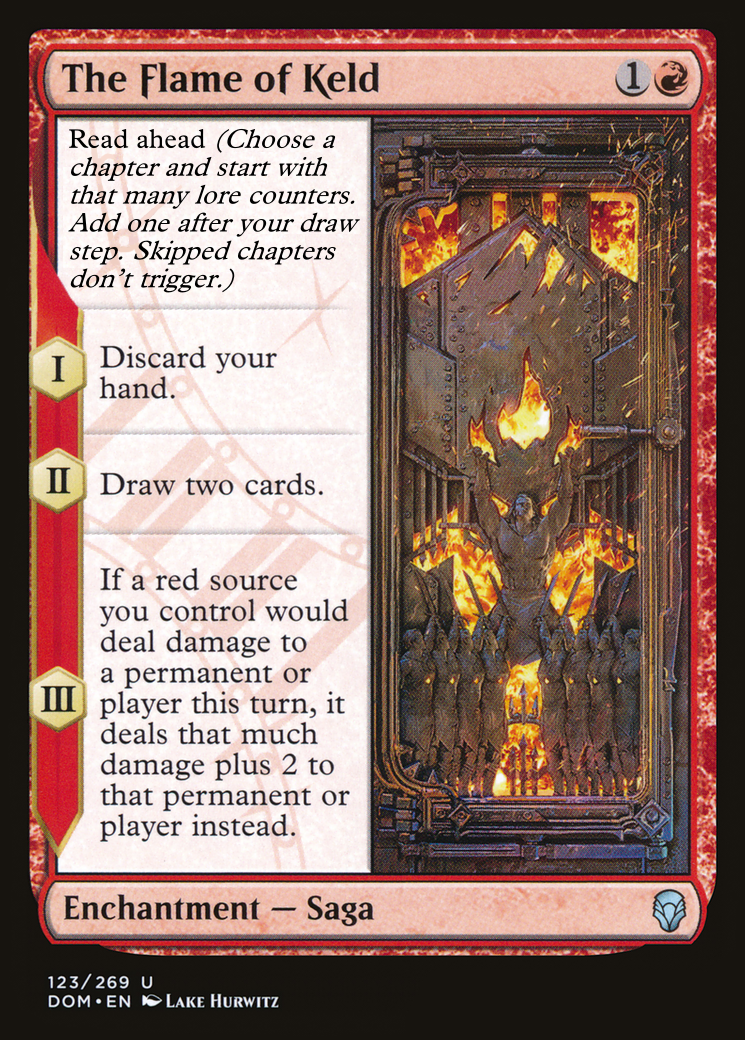 The Flame of Keld 1
Read ahead (Choose a
chapter and start with
that many lore counters.
Add one after your draw
step. Skipped chapters
don't trigger.)
I
Discard your
hand.
II
Draw two cards.
III
If a red source
you control would
deal damage to
a permanent or
player this turn, it
deals that much
damage plus 2 to
that permanent or
player instead.
Enchantment — Saga
123/269 U
DOM • EN Lake Hurwitz